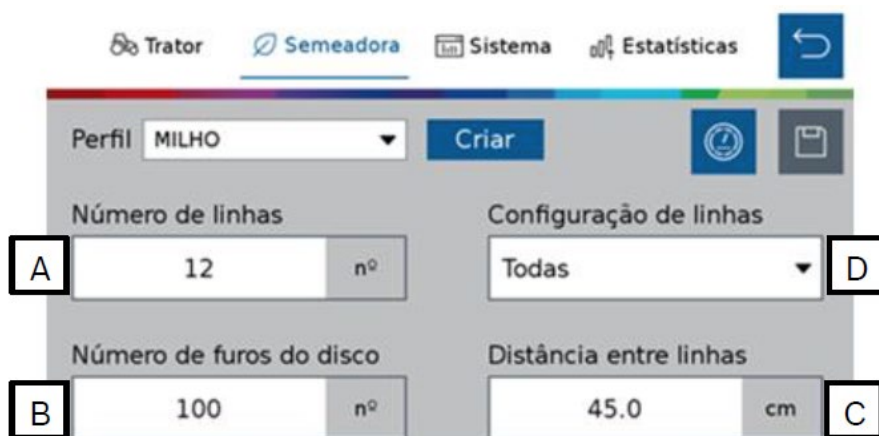 Trator Semeadora Sistema Estatísticas
Perfil MILHO Criar
Número de linhas Configuração de linhas
A 12 nº Todas D
Número de furos do disco Distância entre linhas
B 100 nº 45.0 cm C